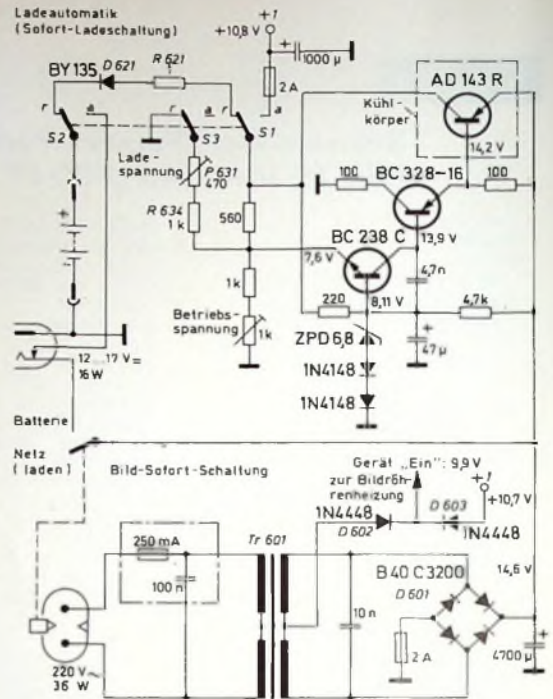 Ladeautomatik
(Sofort-Ladeschaltung)
+1
+10,8 V
1000 µ
2 A
BY 135 D 621
R 621
r
a
S2
r
a
S3
r
a
S1
AD 143 R
Kühl-
körper
14,2 V
Lade-
spannung
P 631
470
R 634
1 k
560
100
BC 328-16
100
BC 238 C
13,9 V
7,6 V
8,11 V
4,7n
1k
220
4,7k
Betriebs-
spannung
1k
ZPD 6,8
47 µ
1N4148
1N4148
12 ... 17 V =
16 W
Batterie
Netz
(laden)
Bild-Sofort-Schaltung
Gerät „Ein": 9,9 V
zur Bildröh-
renheizung
+1
+10,7 V
D 603
1N4448
1N4448
D 602
250 mA
Tr 601
100 n
10 n
B 40 C 3200
D 601
14,6 V
2 A
4700 µ
220 V~
36 W